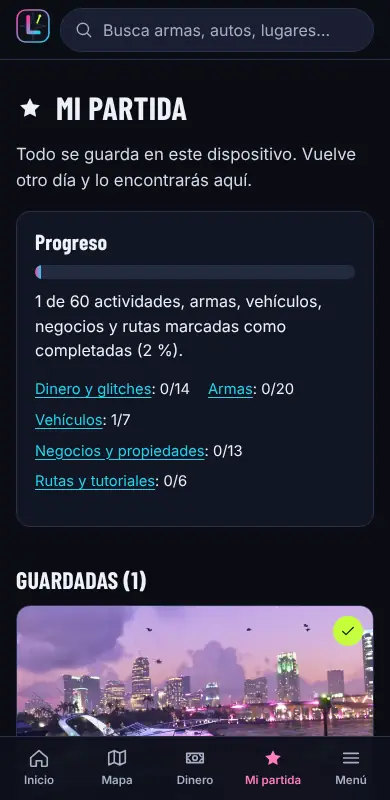 L
Busca armas, autos, lugares...
MI PARTIDA
Todo se guarda en este dispositivo. Vuelve
otro día y lo encontrarás aquí.
Progreso
1 de 60 actividades, armas, vehículos,
negocios y rutas marcadas como
completadas (2 %).
Dinero y glitches: 0/14 Armas: 0/20
Vehículos: 1/7
Negocios y propiedades: 0/13
Rutas y tutoriales: 0/6
GUARDADAS (1)
Inicio Mapa Dinero Mi partida Menú